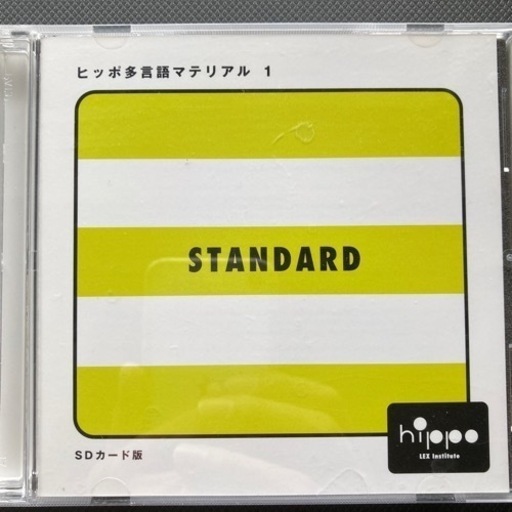 ヒッポ多言語マテリアル 1
STANDARD
SDカード版
hippo
LEX Institute